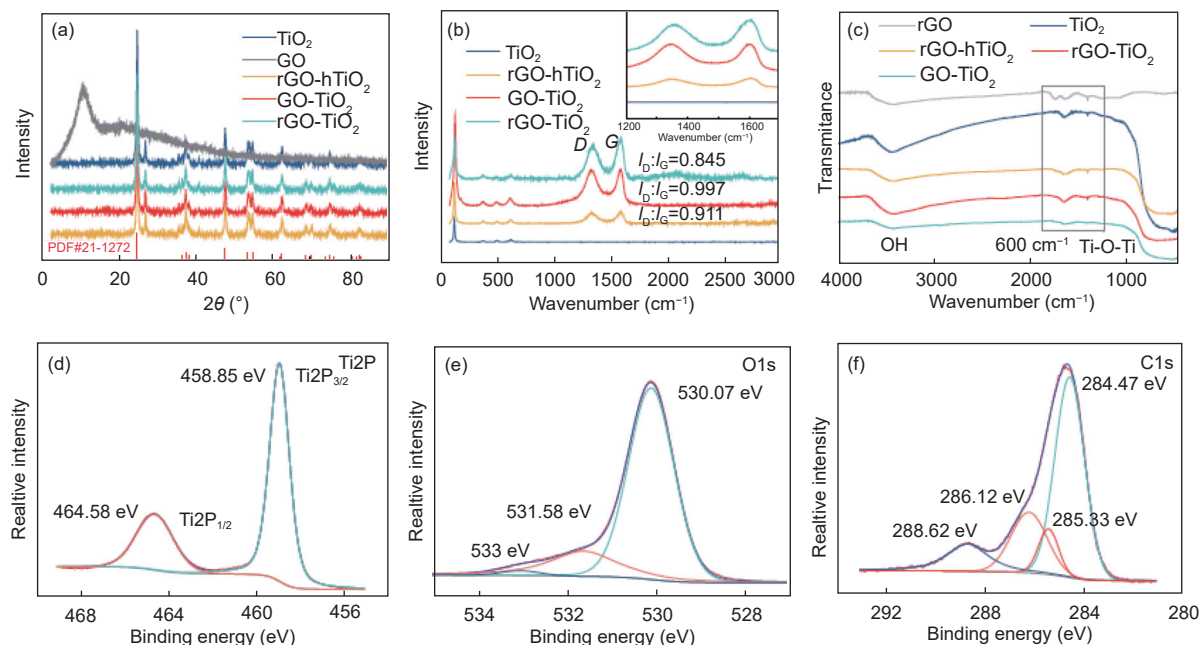 (a)
TiO₂
GO
rGO-hTiO₂
GO-TiO₂
rGO-TiO₂
PDF#21-1272
Intensity
0 20 40 60 80
2θ (°)
(b)
TiO₂
rGO-hTiO₂
GO-TiO₂
rGO-TiO₂
1200 1400 1600
Wavenumber (cm⁻¹)
D G
I_D:I_G=0.845
I_D:I_G=0.997
I_D:I_G=0.911
Intensity
0 500 1000 1500 2000 2500 3000
Wavenumber (cm⁻¹)
(c)
rGO TiO₂
rGO-hTiO₂ rGO-TiO₂
GO-TiO₂
Transmitance
OH 600 cm⁻¹ Ti-O-Ti
4000 3000 2000 1000
Wavenumber (cm⁻¹)
(d) Ti2P
458.85 eV Ti2P₃/₂
464.58 eV
Ti2P₁/₂
Realtive intensity
468 464 460 456
Binding energy (eV)
(e) O1s
530.07 eV
531.58 eV
533 eV
Realtive intensity
534 532 530 528
Binding energy (eV)
(f) C1s
284.47 eV
286.12 eV
285.33 eV
288.62 eV
Realtive intensity
292 288 284 280
Binding energy (eV)